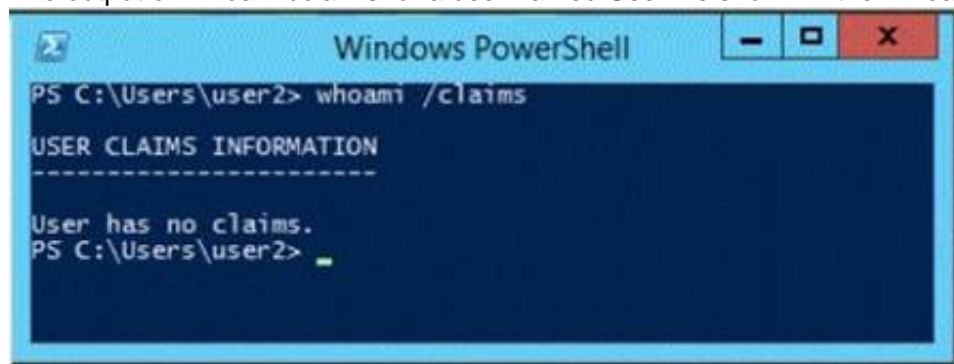 Windows PowerShell
PS C:\Users\user2> whoami /claims
USER CLAIMS INFORMATION
-----------------------
User has no claims.
PS C:\Users\user2>